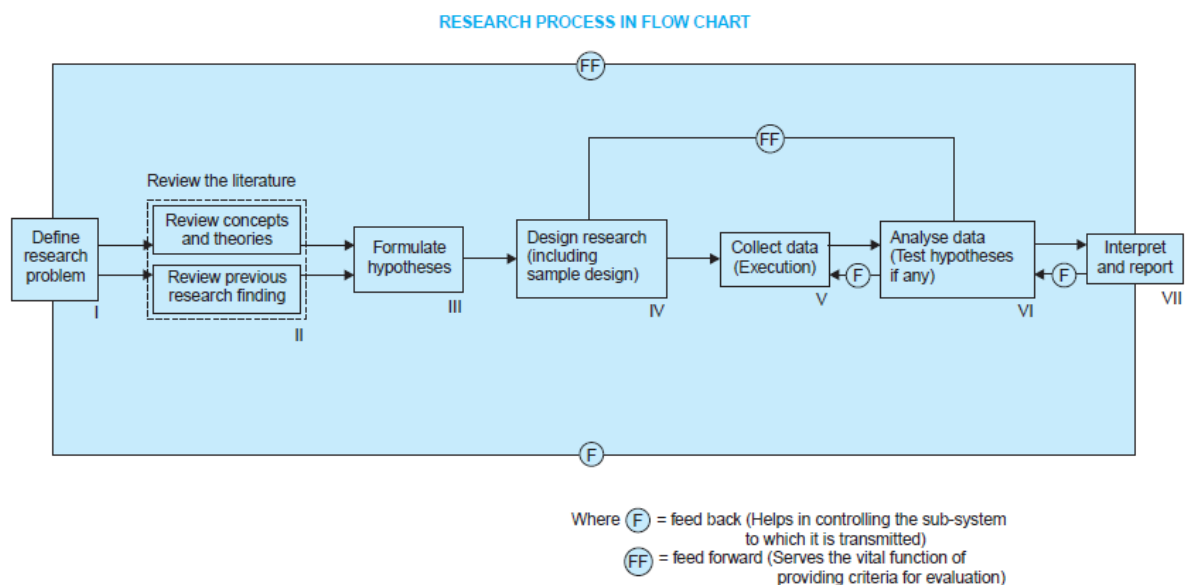 RESEARCH PROCESS IN FLOW CHART
FF
FF
Review the literature
Define
research
problem
I
Review concepts
and theories
Review previous
research finding
II
Formulate
hypotheses
III
Design research
(including
sample design)
IV
Collect data
(Execution)
V
F
Analyse data
(Test hypotheses
if any)
VI
F
Interpret
and report
VII
F
Where F = feed back (Helps in controlling the sub-system
to which it is transmitted)
FF = feed forward (Serves the vital function of
providing criteria for evaluation)